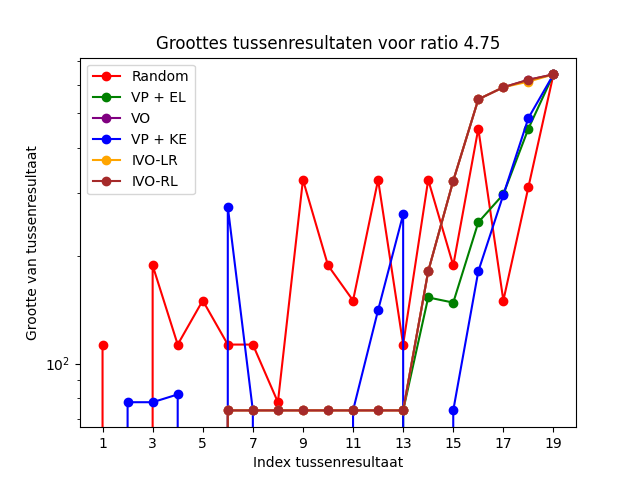 Groottes tussenresultaten voor ratio 4.75
Random
VP + EL
VO
VP + KE
IVO-LR
IVO-RL
Grootte van tussenresultaat
10²
1 3 5 7 9 11 13 15 17 19
Index tussenresultaat